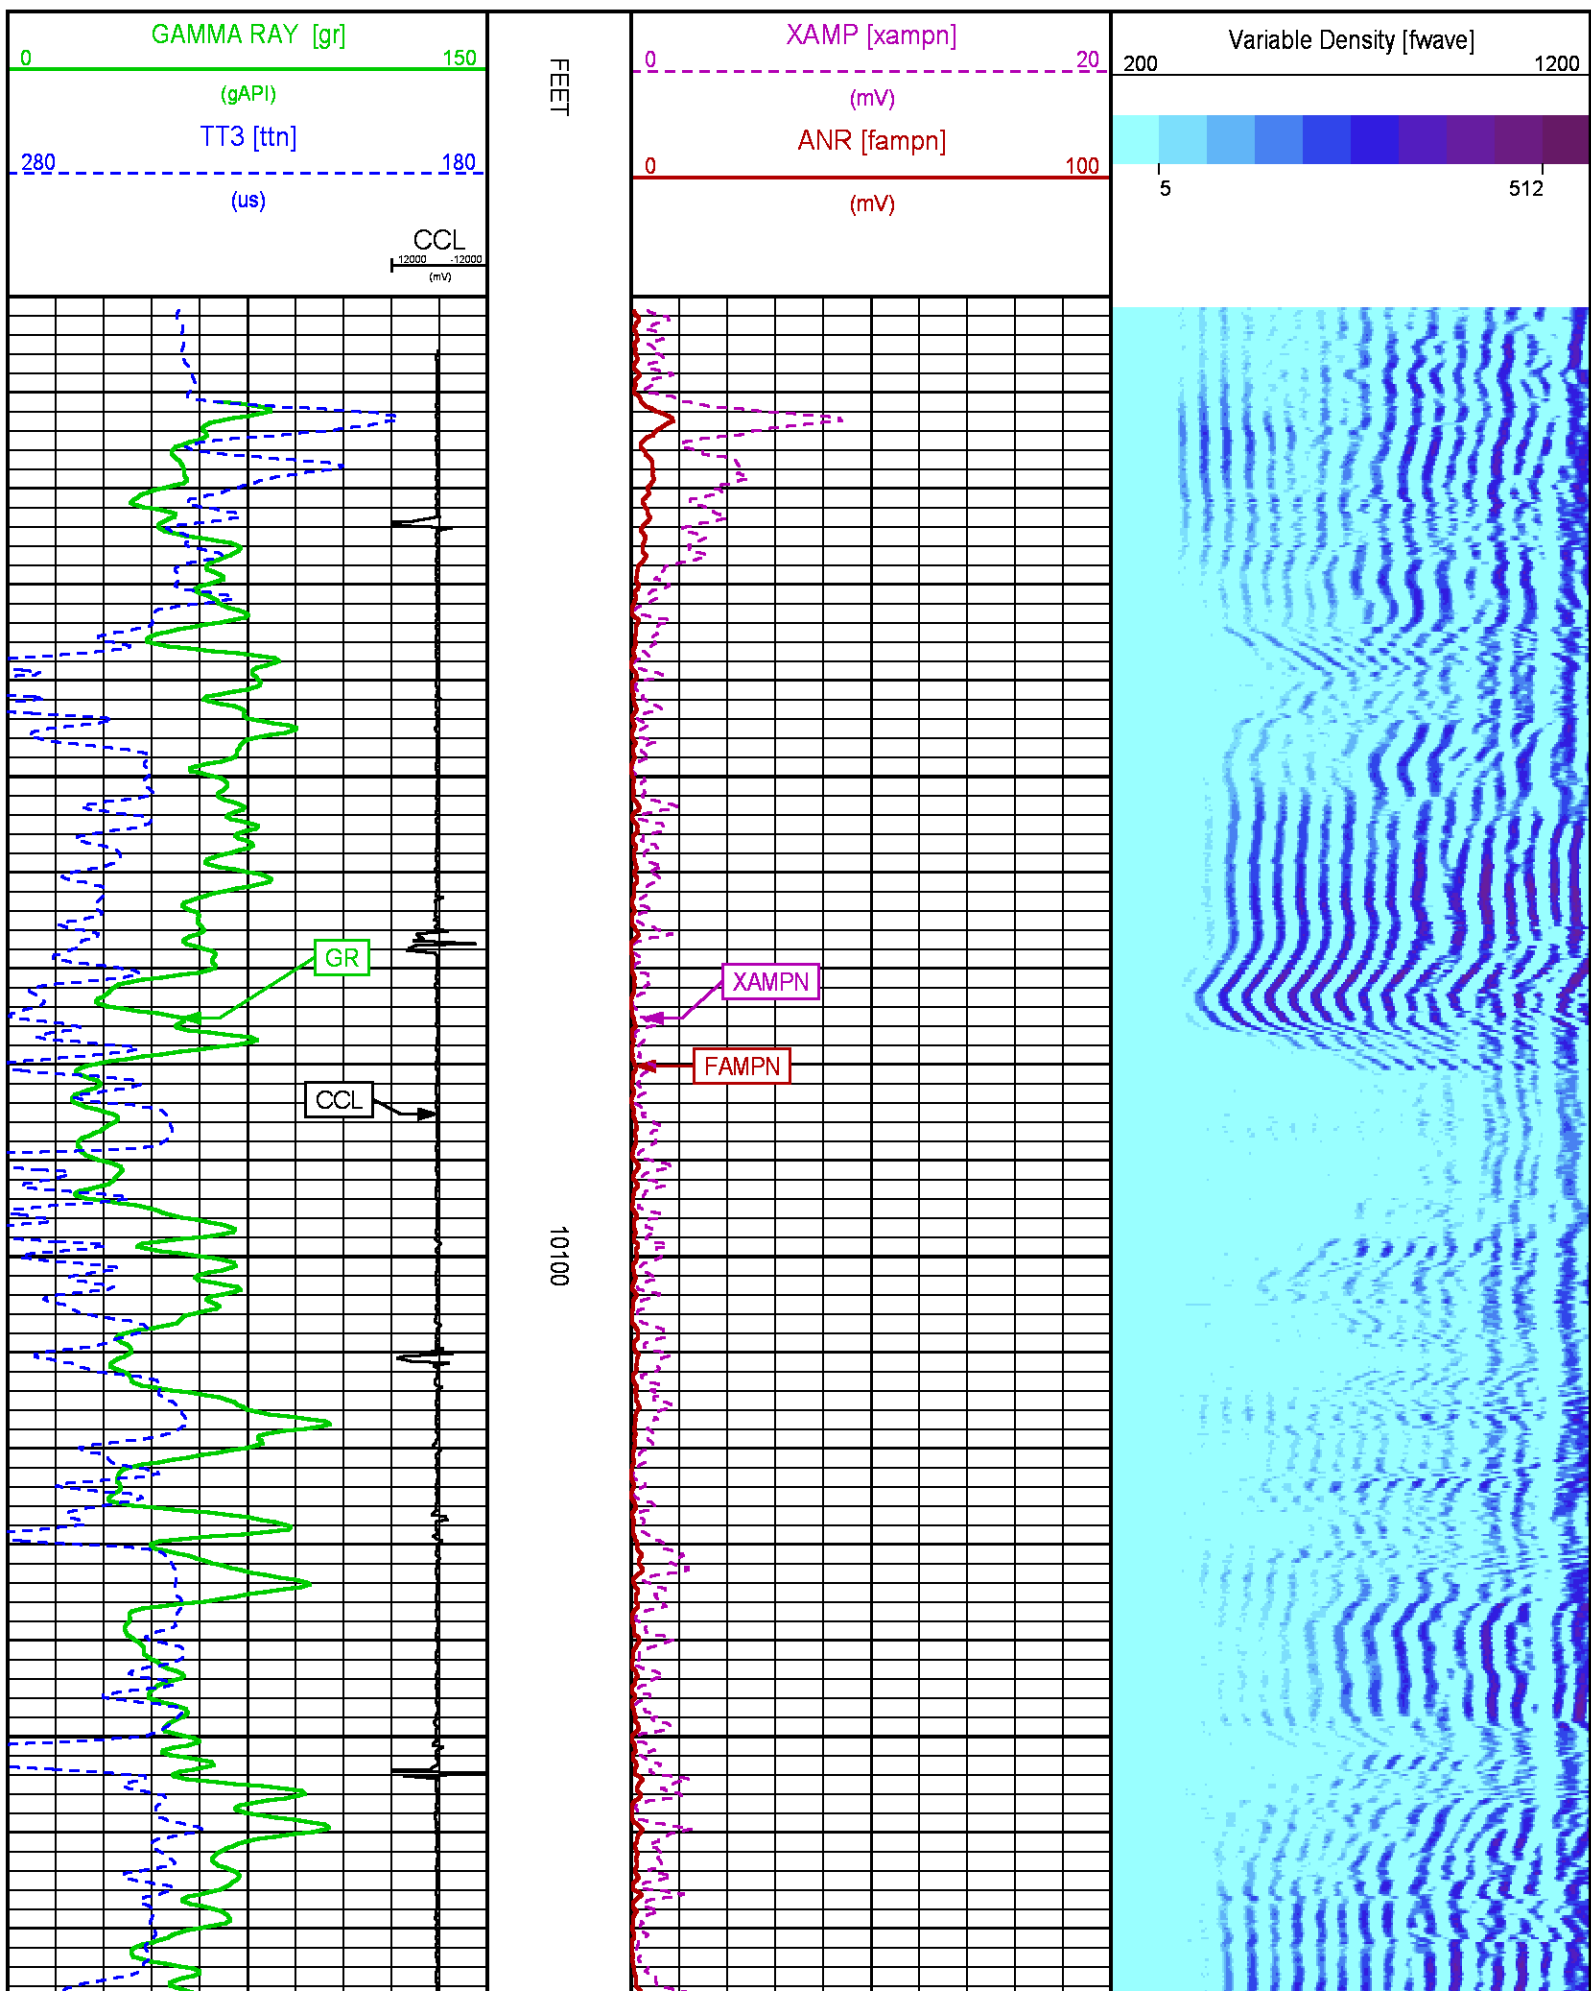 GAMMA RAY [gr]
0 150
(gAPI)
TT3 [ttn]
280 180
(us)
CCL
12000 -12000
(mV)
FEET
XAMP [xampn]
0 20
(mV)
ANR [fampn]
0 100
(mV)
Variable Density [fwave]
200 1200
5 512
GR
XAMPN
FAMPN
CCL
10100